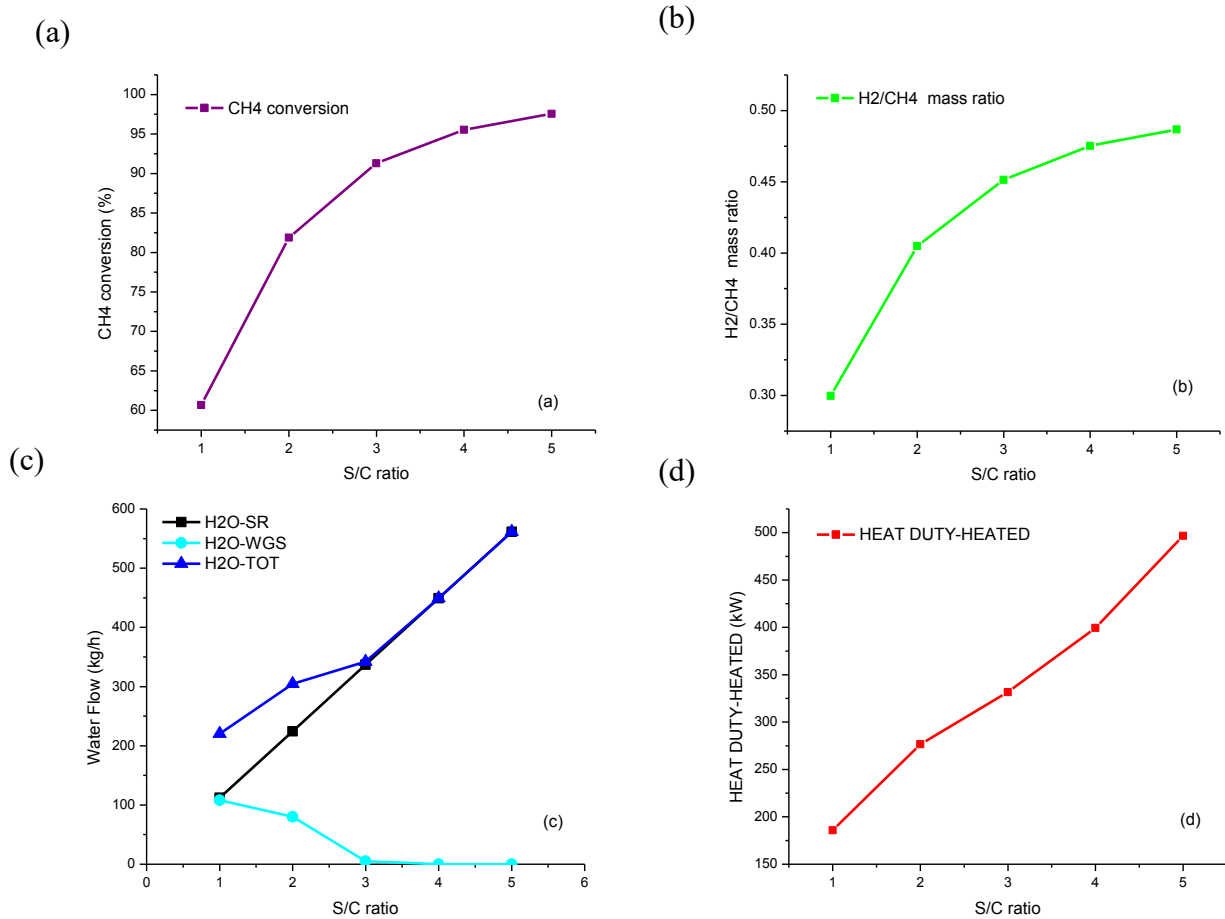 (a)
CH4 conversion
100
95
90
85
80
75
70
65
60
CH4 conversion (%)
(a)
1 2 3 4 5
S/C ratio
(b)
H2/CH4 mass ratio
0.50
0.45
0.40
0.35
0.30
H2/CH4 mass ratio
(b)
1 2 3 4 5
S/C ratio
(c)
H2O-SR
H2O-WGS
H2O-TOT
600
500
400
300
200
100
0
Water Flow (kg/h)
(c)
0 1 2 3 4 5 6
S/C ratio
(d)
HEAT DUTY-HEATED
500
450
400
350
300
250
200
150
HEAT DUTY-HEATED (kW)
(d)
1 2 3 4 5
S/C ratio